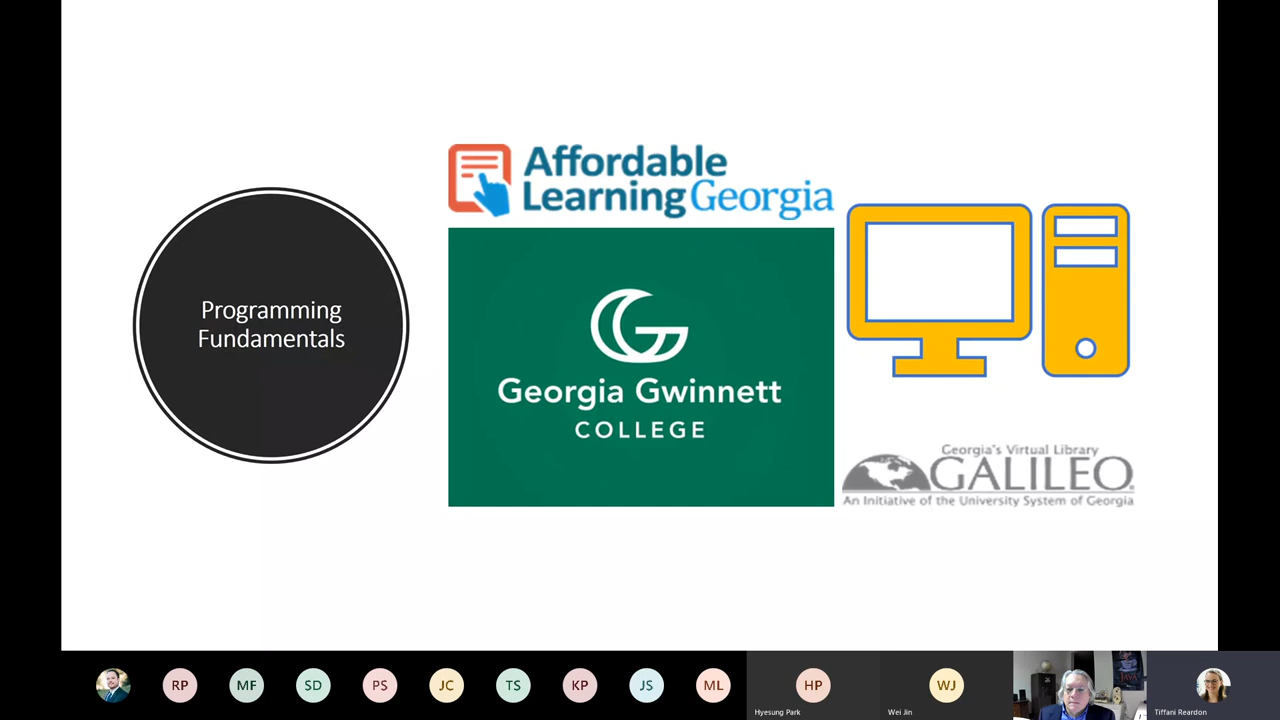 Programming
Fundamentals
Affordable
Learning Georgia
Georgia Gwinnett
COLLEGE
Georgia's Virtual Library
GALILEO
An Initiative of the University System of Georgia
RP
MF
SD
PS
JC
TS
KP
JS
ML
HP
Hyesung Park
WJ
Wei Jin
JAVA
Tiffani Reardon